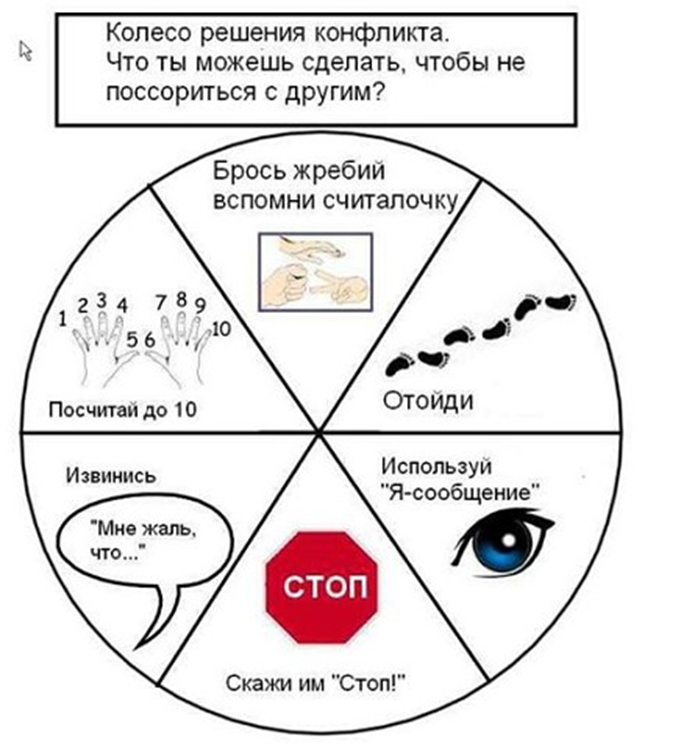 Колесо решения конфликта.
Что ты можешь сделать, чтобы не
поссориться с другим?
Брось жребий
вспомни считалочку
Отойди
Используй
"Я-сообщение"
СТОП
Скажи им "Стоп!"
Извинись
"Мне жаль,
что..."
1 2 3 4 5 6 7 8 9 10
Посчитай до 10